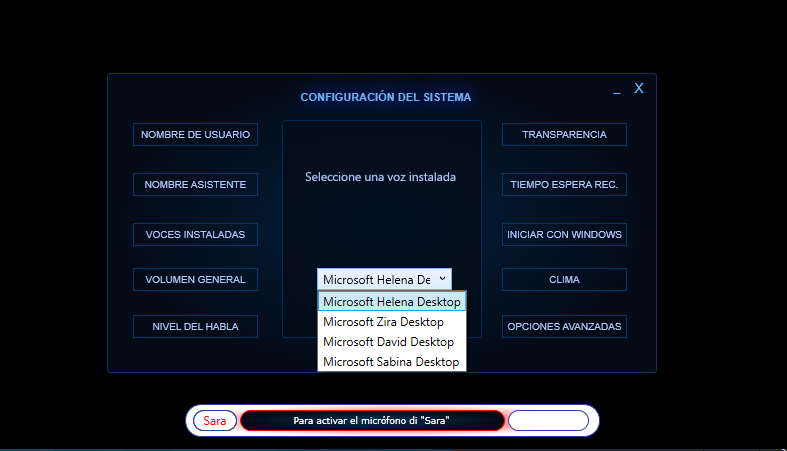 _ X
CONFIGURACIÓN DEL SISTEMA
NOMBRE DE USUARIO
NOMBRE ASISTENTE
VOCES INSTALADAS
VOLUMEN GENERAL
NIVEL DEL HABLA
Seleccione una voz instalada
Microsoft Helena De
Microsoft Helena Desktop
Microsoft Zira Desktop
Microsoft David Desktop
Microsoft Sabina Desktop
TRANSPARENCIA
TIEMPO ESPERA REC.
INICIAR CON WINDOWS
CLIMA
OPCIONES AVANZADAS
Sara
Para activar el micrófono di "Sara"